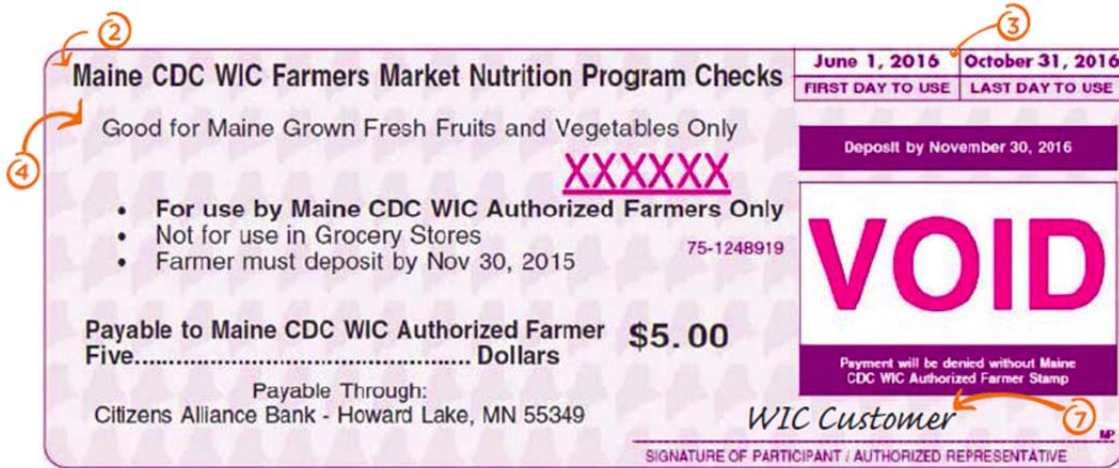 2
3
Maine CDC WIC Farmers Market Nutrition Program Checks
June 1, 2016 October 31, 2016
FIRST DAY TO USE LAST DAY TO USE
4
Good for Maine Grown Fresh Fruits and Vegetables Only
Deposit by November 30, 2016
XXXXXX
• For use by Maine CDC WIC Authorized Farmers Only
• Not for use in Grocery Stores
75-1248919
• Farmer must deposit by Nov 30, 2015
VOID
Payable to Maine CDC WIC Authorized Farmer $5.00
Five.................................................. Dollars
Payment will be denied without Maine
CDC WIC Authorized Farmer Stamp
Payable Through:
Citizens Alliance Bank - Howard Lake, MN 55349
WIC Customer
7
MP
SIGNATURE OF PARTICIPANT / AUTHORIZED REPRESENTATIVE